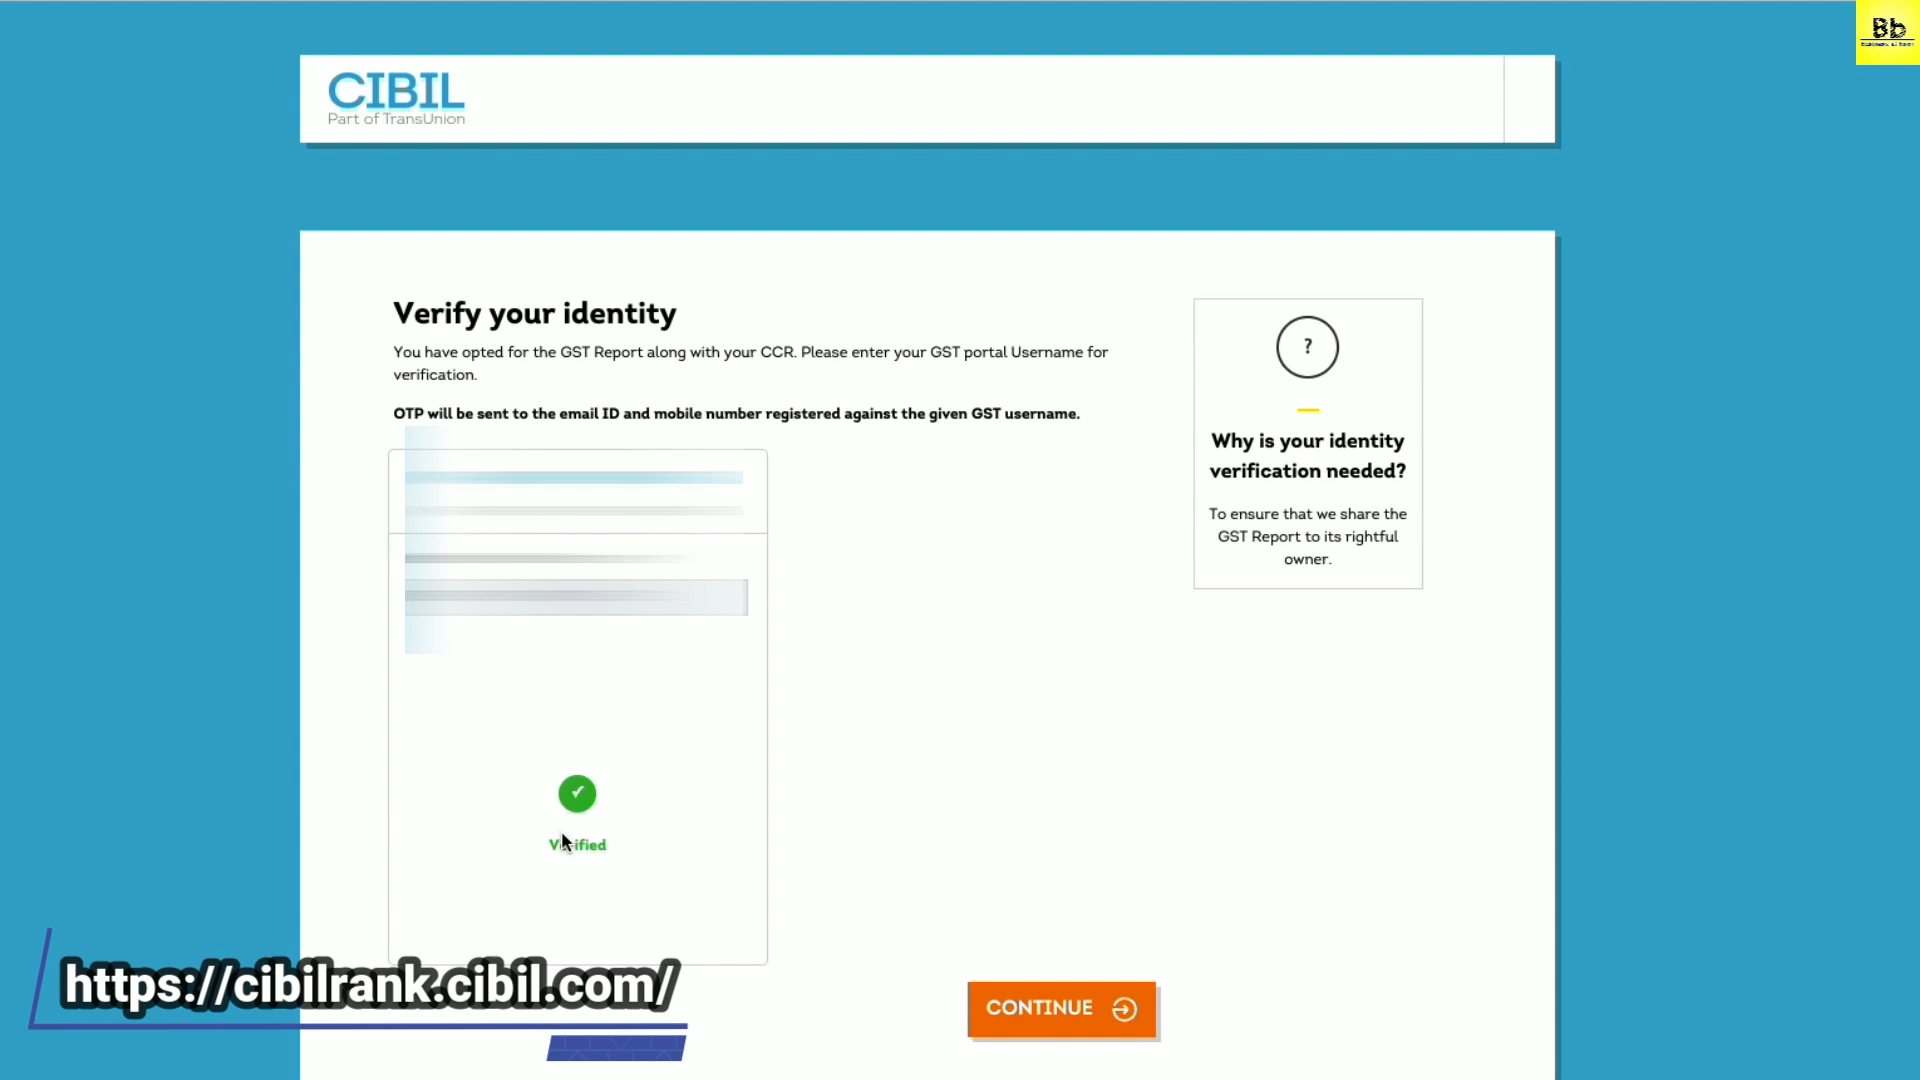 Bb
CIBIL
Part of TransUnion
Verify your identity
You have opted for the GST Report along with your CCR. Please enter your GST portal Username for
verification.
OTP will be sent to the email ID and mobile number registered against the given GST username.
?
Why is your identity
verification needed?
To ensure that we share the
GST Report to its rightful
owner.
Verified
https://cibilrank.cibil.com/
CONTINUE